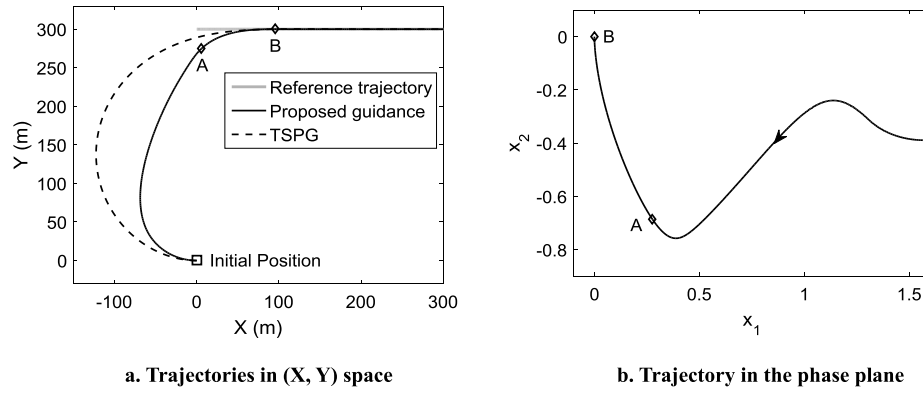 300
250
200
150
100
50
0
Y (m)
A
B
Reference trajectory
Proposed guidance
TSPG
Initial Position
-100 0 100 200 300
X (m)
a. Trajectories in (X, Y) space
0
-0.2
-0.4
-0.6
-0.8
x2
B
A
0 0.5 1 1.5
x1
b. Trajectory in the phase plane